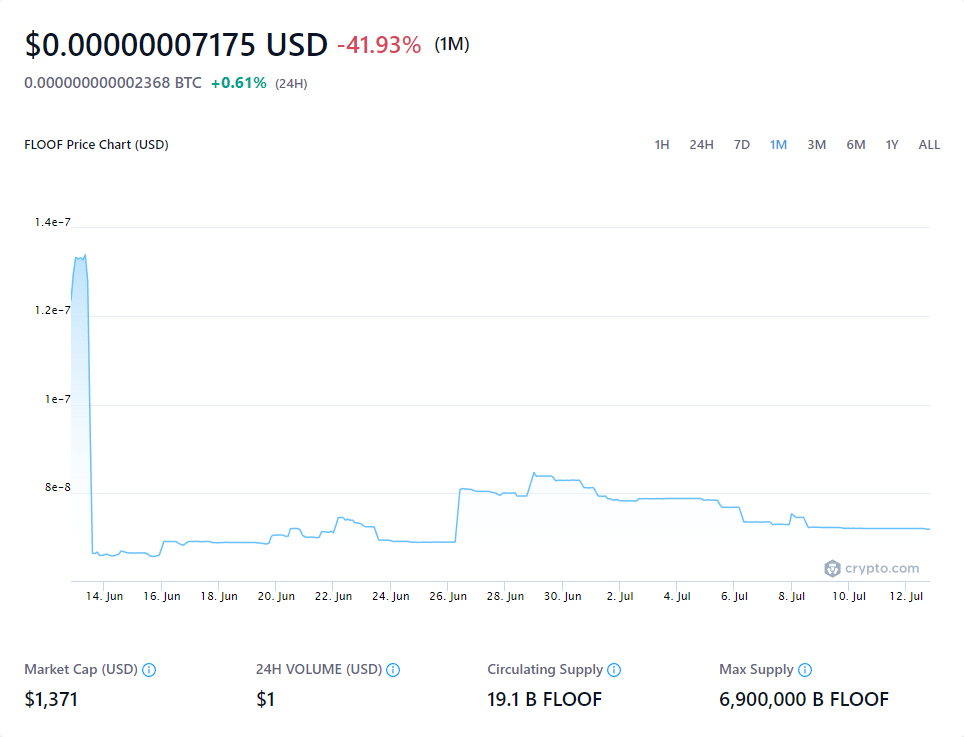 $0.00000007175 USD -41.93% (1M)
0.000000000002368 BTC +0.61% (24H)
FLOOF Price Chart (USD) 1H 24H 7D 1M 3M 6M 1Y ALL
1.4e-7
1.2e-7
1e-7
8e-8
crypto.com
14. Jun 16. Jun 18. Jun 20. Jun 22. Jun 24. Jun 26. Jun 28. Jun 30. Jun 2. Jul 4. Jul 6. Jul 8. Jul 10. Jul 12. Jul
Market Cap (USD) 24H VOLUME (USD) Circulating Supply Max Supply
$1,371 $1 19.1 B FLOOF 6,900,000 B FLOOF